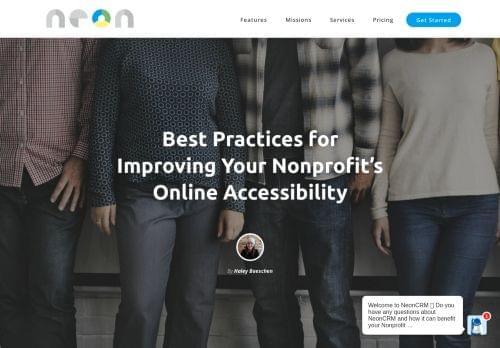 neon
Features Missions Services Pricing Get Started
Best Practices for
Improving Your Nonprofit's
Online Accessibility
By Haley Bueschen
Welcome to NeonCRM Do you
have any questions about
NeonCRM and how it can benefit
your Nonprofit ...
1